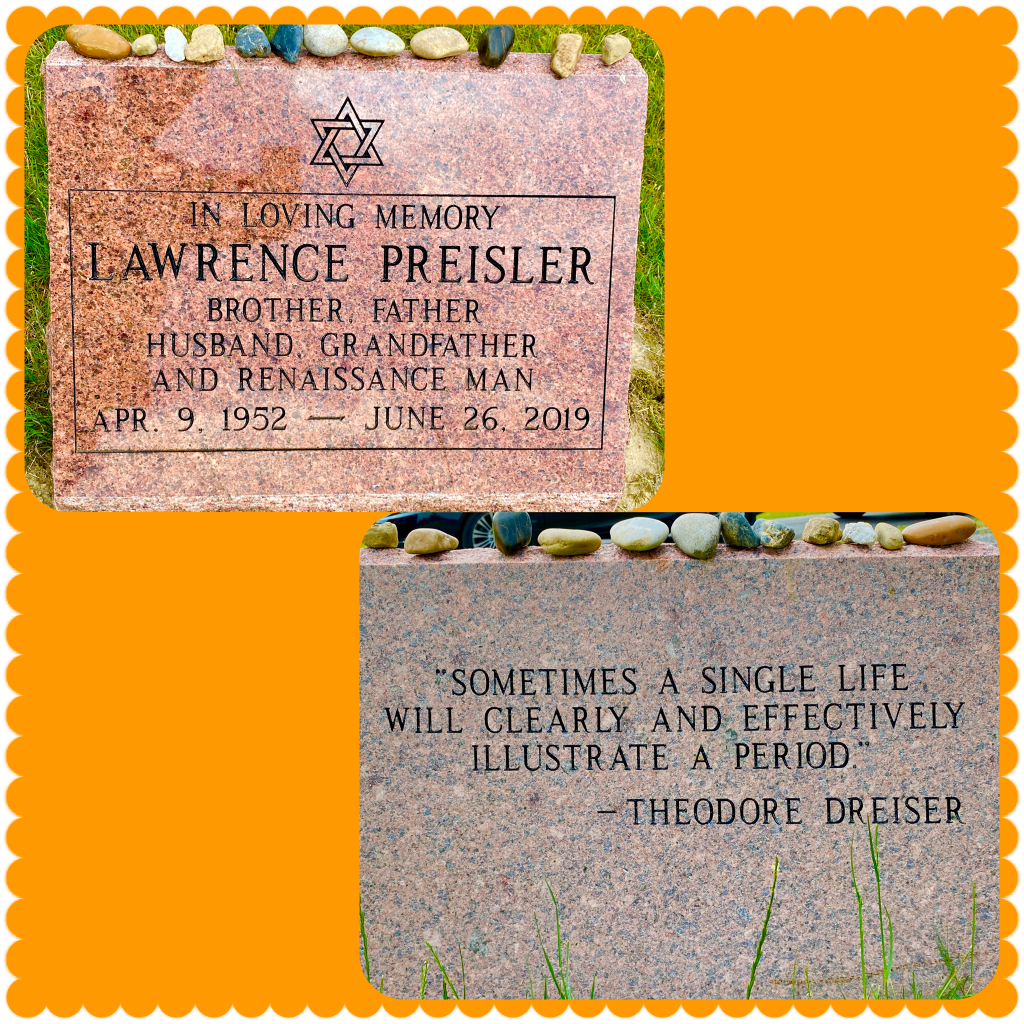 IN LOVING MEMORY
LAWRENCE PREISLER
BROTHER, FATHER
HUSBAND, GRANDFATHER
AND RENAISSANCE MAN
APR. 9, 1952 — JUNE 26, 2019
"SOMETIMES A SINGLE LIFE
WILL CLEARLY AND EFFECTIVELY
ILLUSTRATE A PERIOD."
—THEODORE DREISER